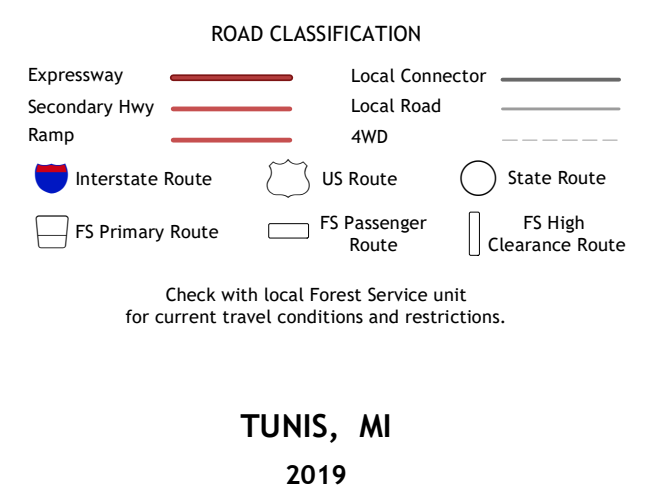 ROAD CLASSIFICATION
Expressway
Local Connector
Secondary Hwy
Local Road
Ramp
4WD
Interstate Route
US Route
State Route
FS Primary Route
FS Passenger
Route
FS High
Clearance Route
Check with local Forest Service unit
for current travel conditions and restrictions.
TUNIS, MI
2019